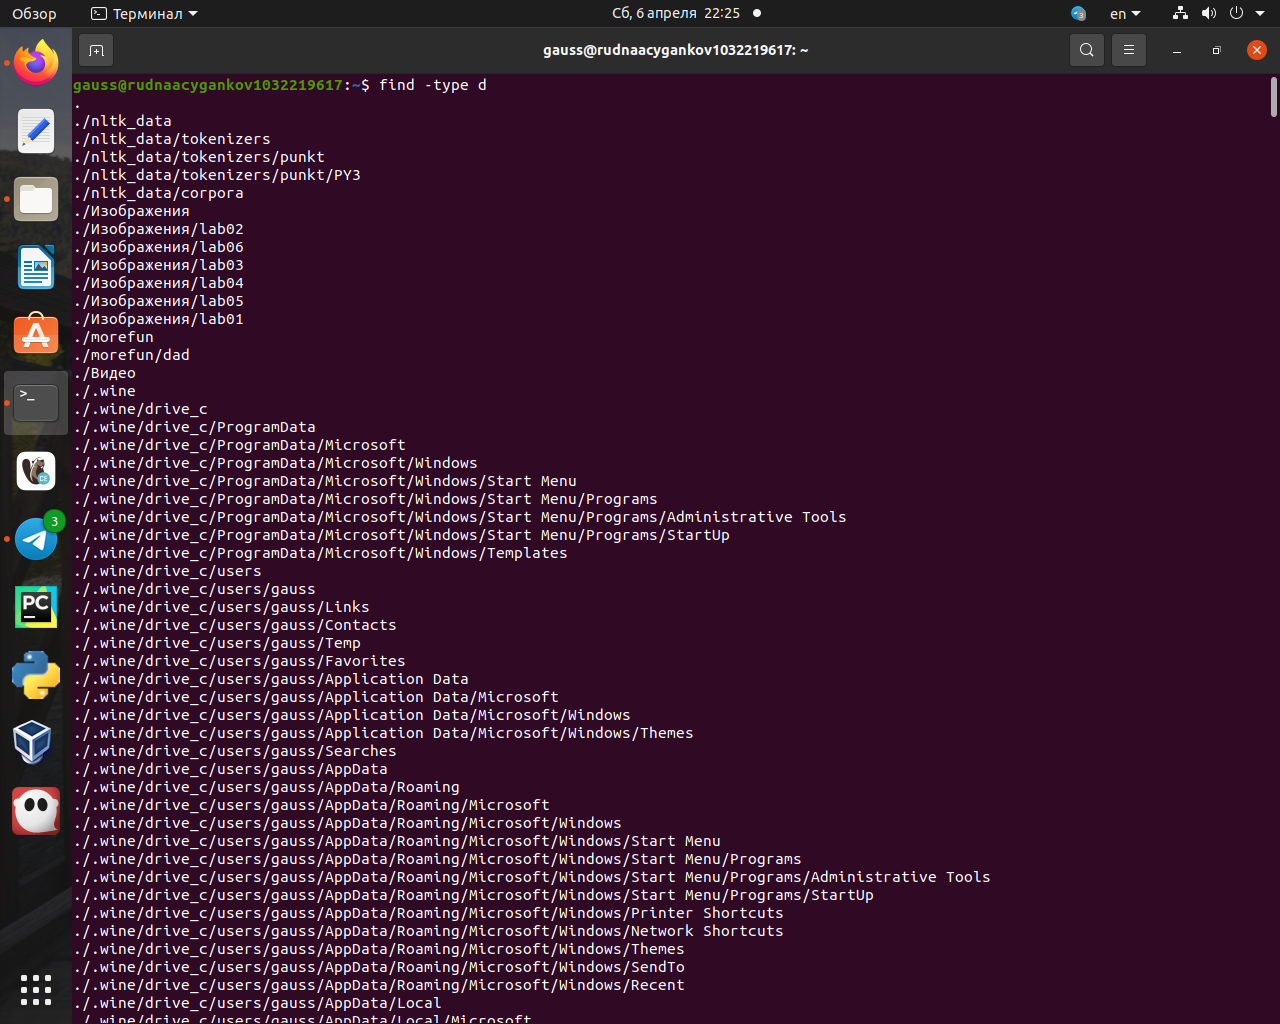 Обзор
Терминал
Сб, 6 апреля 22:25
3
en
gauss@rudnaacygankov1032219617: ~
gauss@rudnaacygankov1032219617:~$ find -type d
.
./nltk_data
./nltk_data/tokenizers
./nltk_data/tokenizers/punkt
./nltk_data/tokenizers/punkt/PY3
./nltk_data/corpora
./Изображения
./Изображения/lab02
./Изображения/lab06
./Изображения/lab03
./Изображения/lab04
./Изображения/lab05
./Изображения/lab01
./morefun
./morefun/dad
./Видео
./.wine
./.wine/drive_c
./.wine/drive_c/ProgramData
./.wine/drive_c/ProgramData/Microsoft
./.wine/drive_c/ProgramData/Microsoft/Windows
./.wine/drive_c/ProgramData/Microsoft/Windows/Start Menu
./.wine/drive_c/ProgramData/Microsoft/Windows/Start Menu/Programs
./.wine/drive_c/ProgramData/Microsoft/Windows/Start Menu/Programs/Administrative Tools
./.wine/drive_c/ProgramData/Microsoft/Windows/Start Menu/Programs/StartUp
./.wine/drive_c/ProgramData/Microsoft/Windows/Templates
./.wine/drive_c/users
./.wine/drive_c/users/gauss
./.wine/drive_c/users/gauss/Links
./.wine/drive_c/users/gauss/Contacts
./.wine/drive_c/users/gauss/Temp
./.wine/drive_c/users/gauss/Favorites
./.wine/drive_c/users/gauss/Application Data
./.wine/drive_c/users/gauss/Application Data/Microsoft
./.wine/drive_c/users/gauss/Application Data/Microsoft/Windows
./.wine/drive_c/users/gauss/Application Data/Microsoft/Windows/Themes
./.wine/drive_c/users/gauss/Searches
./.wine/drive_c/users/gauss/AppData
./.wine/drive_c/users/gauss/AppData/Roaming
./.wine/drive_c/users/gauss/AppData/Roaming/Microsoft
./.wine/drive_c/users/gauss/AppData/Roaming/Microsoft/Windows
./.wine/drive_c/users/gauss/AppData/Roaming/Microsoft/Windows/Start Menu
./.wine/drive_c/users/gauss/AppData/Roaming/Microsoft/Windows/Start Menu/Programs
./.wine/drive_c/users/gauss/AppData/Roaming/Microsoft/Windows/Start Menu/Programs/Administrative Tools
./.wine/drive_c/users/gauss/AppData/Roaming/Microsoft/Windows/Start Menu/Programs/StartUp
./.wine/drive_c/users/gauss/AppData/Roaming/Microsoft/Windows/Printer Shortcuts
./.wine/drive_c/users/gauss/AppData/Roaming/Microsoft/Windows/Network Shortcuts
./.wine/drive_c/users/gauss/AppData/Roaming/Microsoft/Windows/Themes
./.wine/drive_c/users/gauss/AppData/Roaming/Microsoft/Windows/SendTo
./.wine/drive_c/users/gauss/AppData/Roaming/Microsoft/Windows/Recent
./.wine/drive_c/users/gauss/AppData/Local
./.wine/drive_c/users/gauss/AppData/Local/Microsoft
>_
CE
3
PC